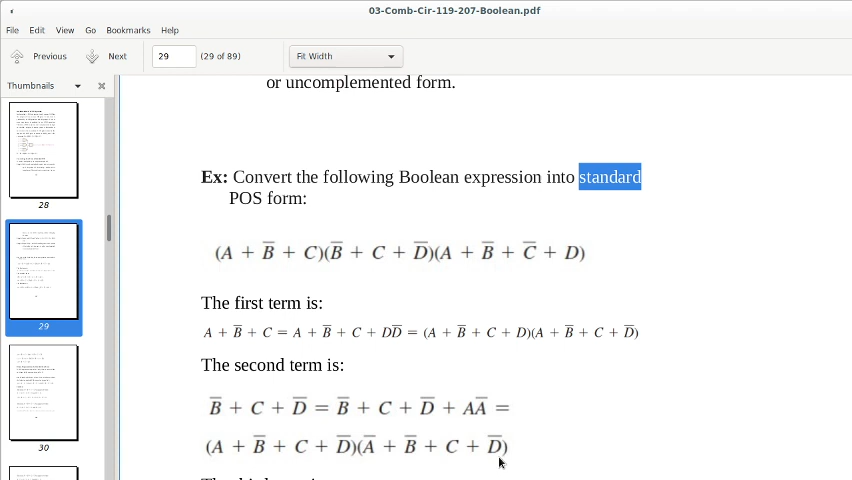 03-Comb-Cir-119-207-Boolean.pdf
File Edit View Go Bookmarks Help
Previous Next 29 (29 of 89) Fit Width
Thumbnails
28
29
30
or uncomplemented form.
Ex: Convert the following Boolean expression into standard
POS form:
(A + B̅ + C)(B̅ + C + D̅)(A + B̅ + C̅ + D)
The first term is:
A + B̅ + C = A + B̅ + C + DD̅ = (A + B̅ + C + D)(A + B̅ + C + D̅)
The second term is:
B̅ + C + D̅ = B̅ + C + D̅ + AA̅ =
(A + B̅ + C + D̅)(A̅ + B̅ + C + D̅)